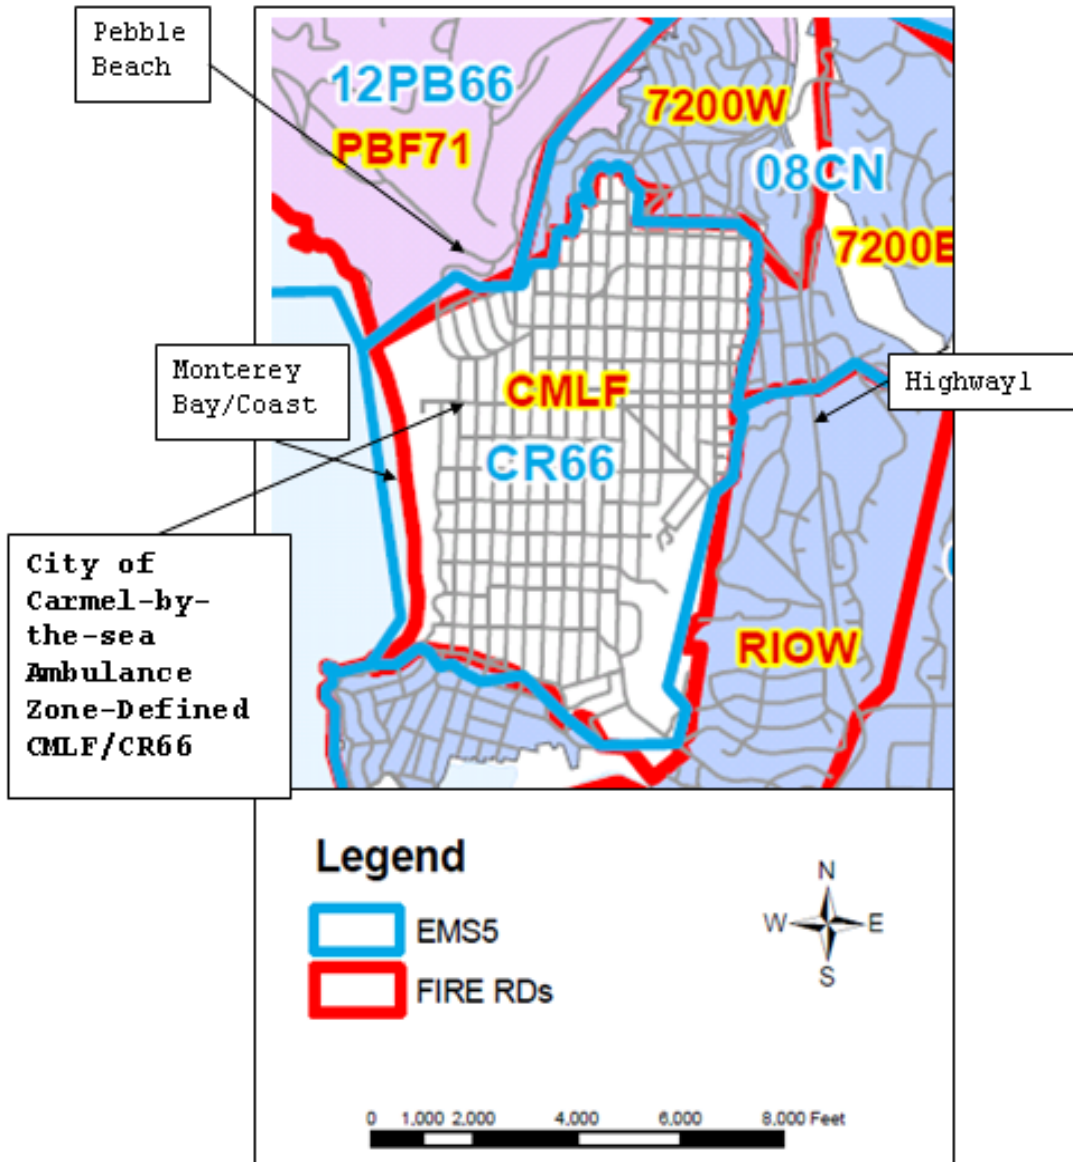 Pebble
Beach
12PB66
PBF71
7200W
08CN
7200E
Monterey
Bay/Coast
CMLF
CR66
Highway1
City of
Carmel-by-
the-sea
Ambulance
Zone-Defined
CMLF/CR66
RIOW
Legend
EMS5
FIRE RDs
N
W E
S
0 1,000 2,000 4,000 6,000 8,000 Feet